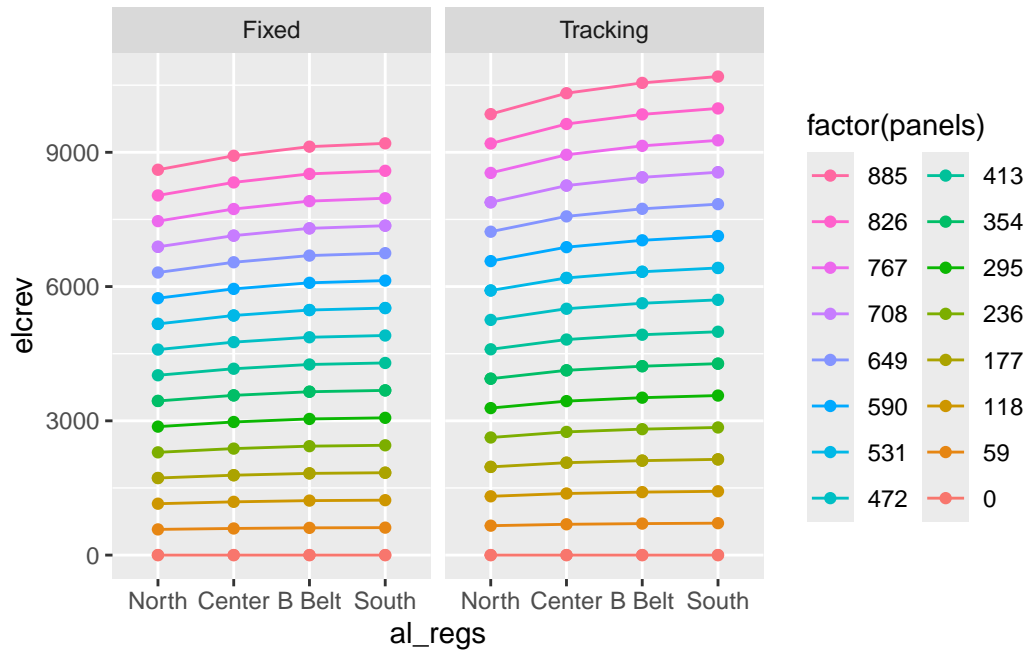 Fixed Tracking
factor(panels)
885 413
826 354
767 295
708 236
649 177
590 118
531 59
472 0
elcrev
9000
6000
3000
0
North Center B Belt South North Center B Belt South
al_regs